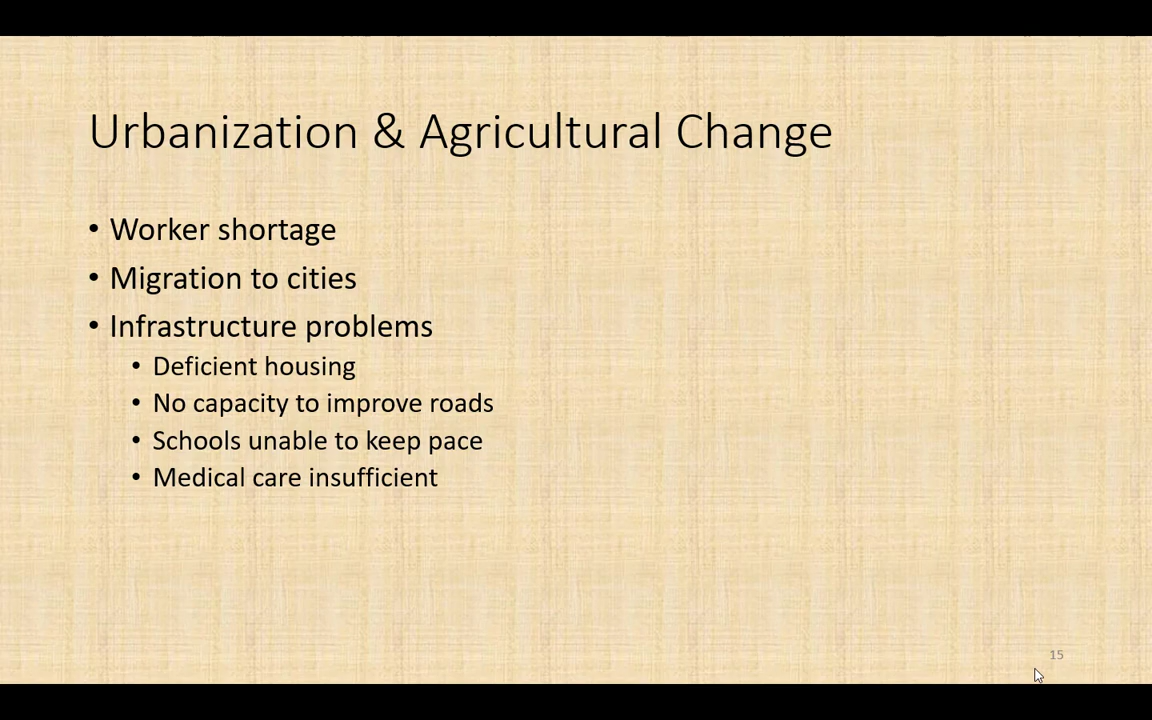 Urbanization & Agricultural Change
• Worker shortage
• Migration to cities
• Infrastructure problems
• Deficient housing
• No capacity to improve roads
• Schools unable to keep pace
• Medical care insufficient
15